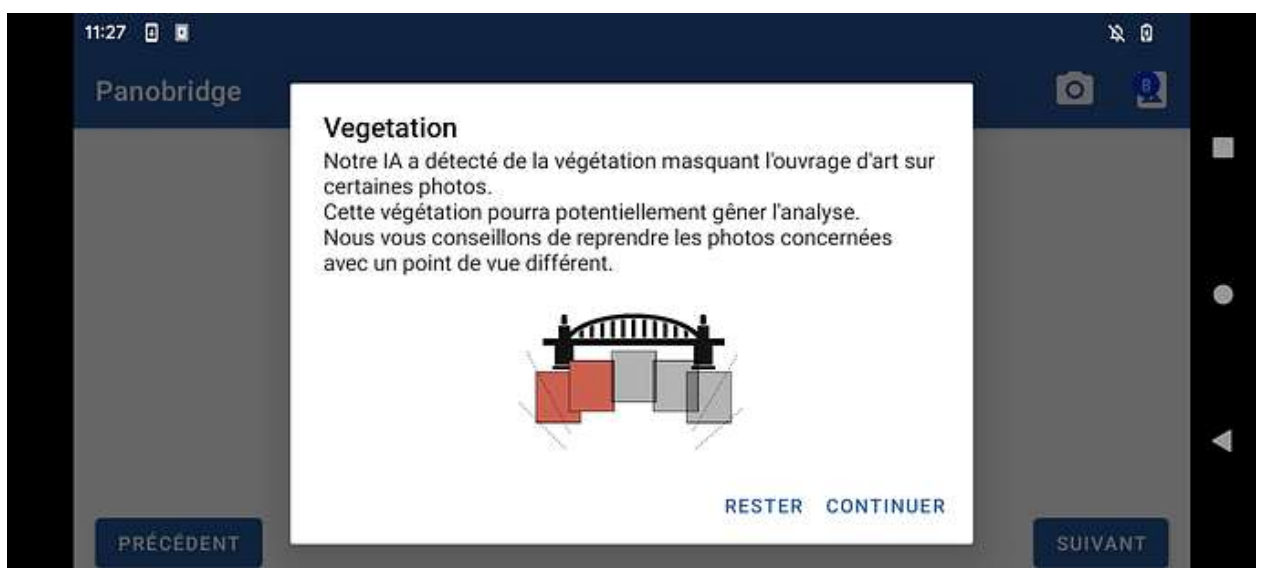 11:27
Panobridge
B
Vegetation
Notre IA a détecté de la végétation masquant l'ouvrage d'art sur
certaines photos.
Cette végétation pourra potentiellement gêner l'analyse.
Nous vous conseillons de reprendre les photos concernées
avec un point de vue différent.
RESTER CONTINUER
PRÉCÉDENT
SUIVANT